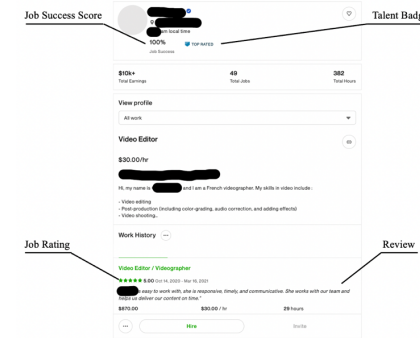 Job Success Score
Talent Bad
am local time
100%
TOP RATED
Job Success
$10k+ 49 382
Total Earnings Total Jobs Total Hours
View profile
All work
Video Editor
$30.00/hr
Hi, my name is and I am a French videographer. My skills in video include :
- Video editing
- Post-production (including color-grading, audio correction, and adding effects)
- Video shooting..
Work History
Job Rating
Review
Video Editor / Videographer
5.00 Oct 14, 2020 - Mar 16, 2021
is easy to work with, she is responsive, timely, and communicative. She works with our team and
helps us deliver our content on time."
$870.00 $30.00 / hr 29 hours
Hire Invite